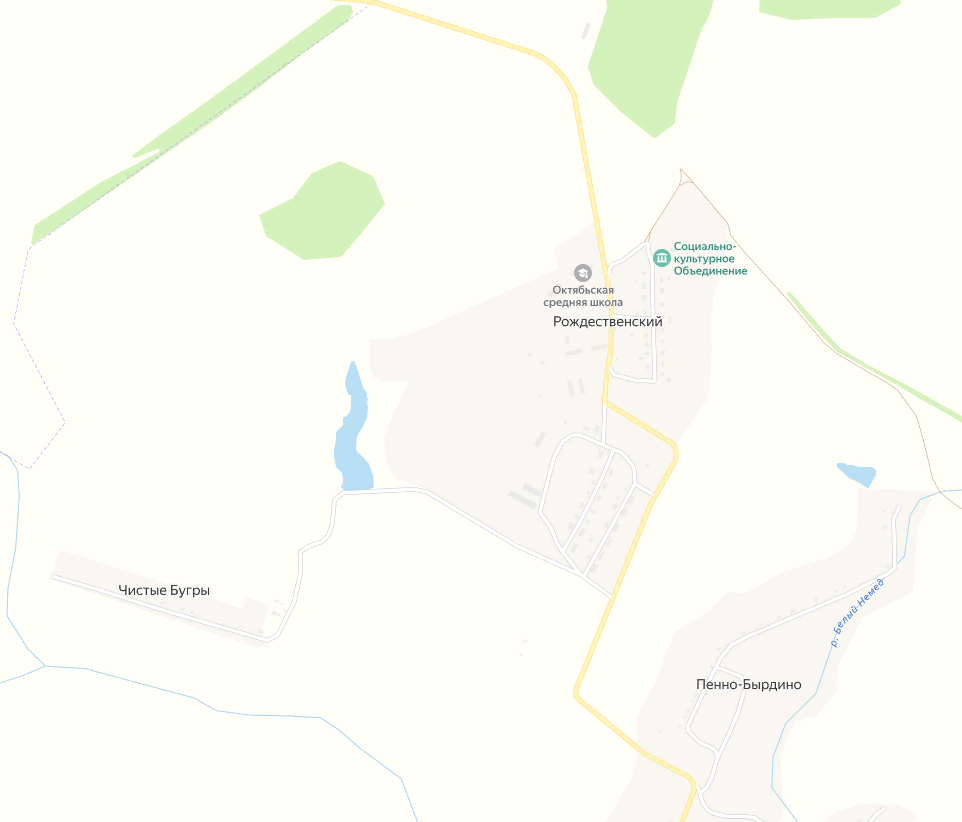 Социально-
культурное
Объединение
Октябьская
средняя школа
Рождественский
Чистые Бугры
р. Белый Немед
Пенно-Бырдино